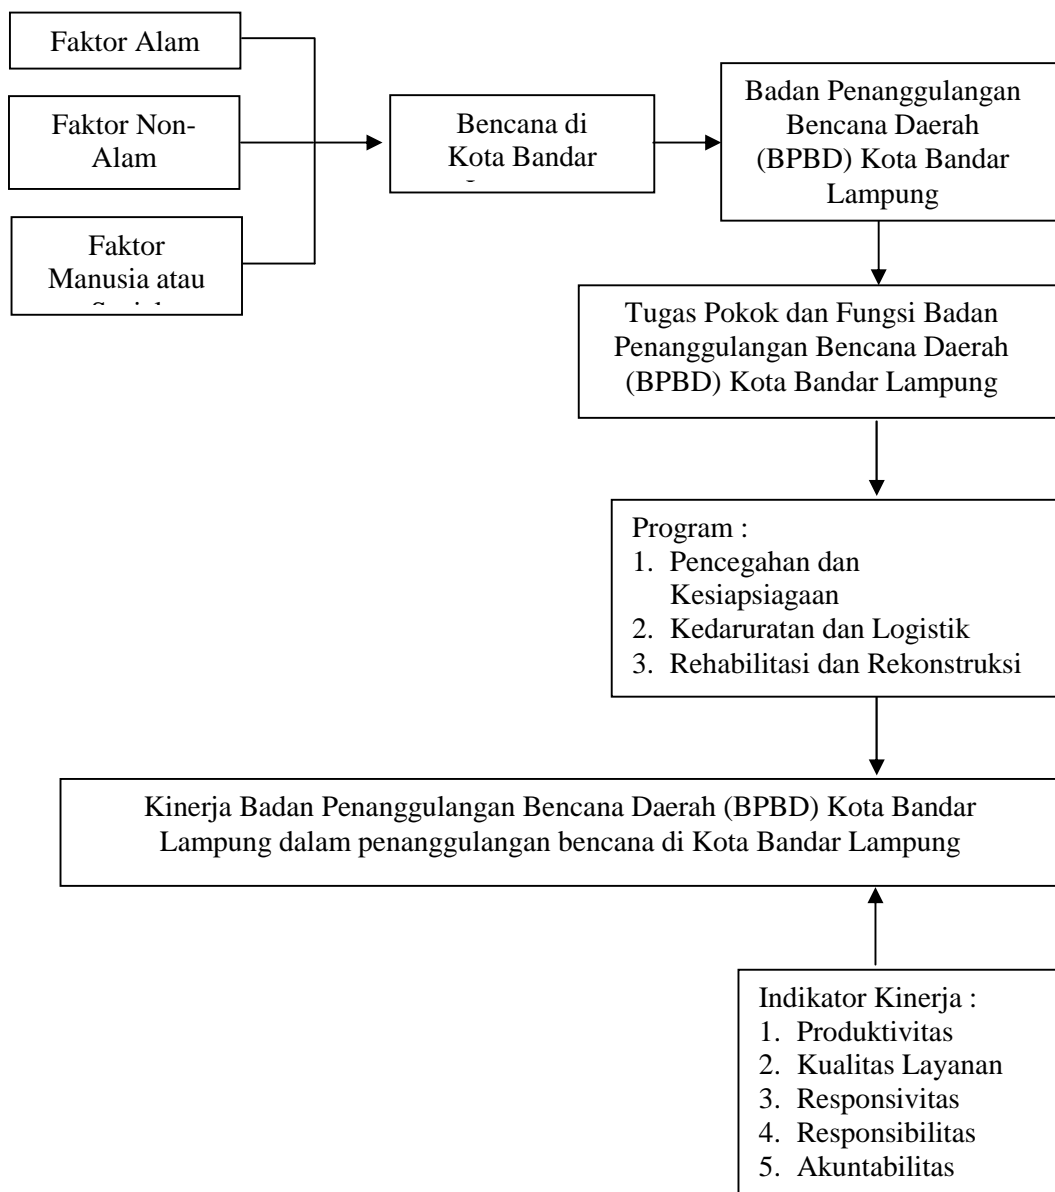 Faktor Alam
Faktor Non-
Alam
Faktor
Manusia atau
Bencana di
Kota Bandar
Badan Penanggulangan
Bencana Daerah
(BPBD) Kota Bandar
Lampung
Tugas Pokok dan Fungsi Badan
Penanggulangan Bencana Daerah
(BPBD) Kota Bandar Lampung
Program :
1. Pencegahan dan
Kesiapsiagaan
2. Kedaruratan dan Logistik
3. Rehabilitasi dan Rekonstruksi
Kinerja Badan Penanggulangan Bencana Daerah (BPBD) Kota Bandar
Lampung dalam penanggulangan bencana di Kota Bandar Lampung
Indikator Kinerja :
1. Produktivitas
2. Kualitas Layanan
3. Responsivitas
4. Responsibilitas
5. Akuntabilitas